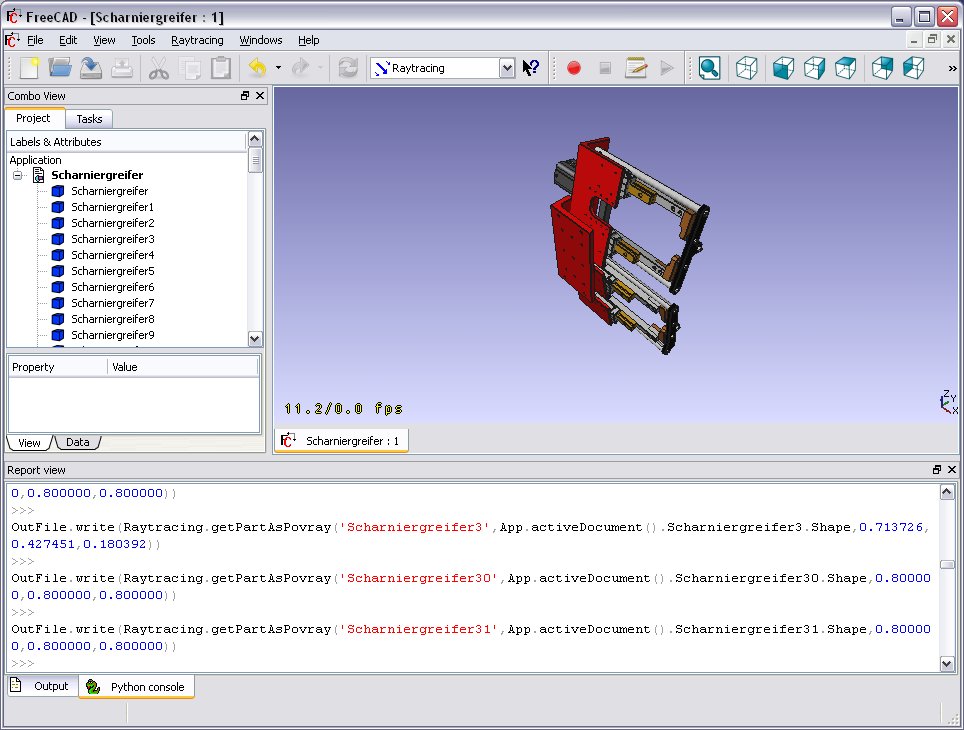 FreeCAD - [Scharniergreifer : 1]
File Edit View Tools Raytracing Windows Help
Raytracing
Combo View
Project Tasks
Labels & Attributes
Application
Scharniergreifer
Scharniergreifer
Scharniergreifer1
Scharniergreifer2
Scharniergreifer3
Scharniergreifer4
Scharniergreifer5
Scharniergreifer6
Scharniergreifer7
Scharniergreifer8
Scharniergreifer9
Property Value
View Data
11.2/0.0 fps
Z
Y
X
Scharniergreifer : 1
Report view
0,0.800000,0.800000))
>>>
OutFile.write(Raytracing.getPartAsPovray('Scharniergreifer3',App.activeDocument().Scharniergreifer3.Shape,0.713726,
0.427451,0.180392))
>>>
OutFile.write(Raytracing.getPartAsPovray('Scharniergreifer30',App.activeDocument().Scharniergreifer30.Shape,0.80000
0,0.800000,0.800000))
>>>
OutFile.write(Raytracing.getPartAsPovray('Scharniergreifer31',App.activeDocument().Scharniergreifer31.Shape,0.80000
0,0.800000,0.800000))
>>>
Output Python console